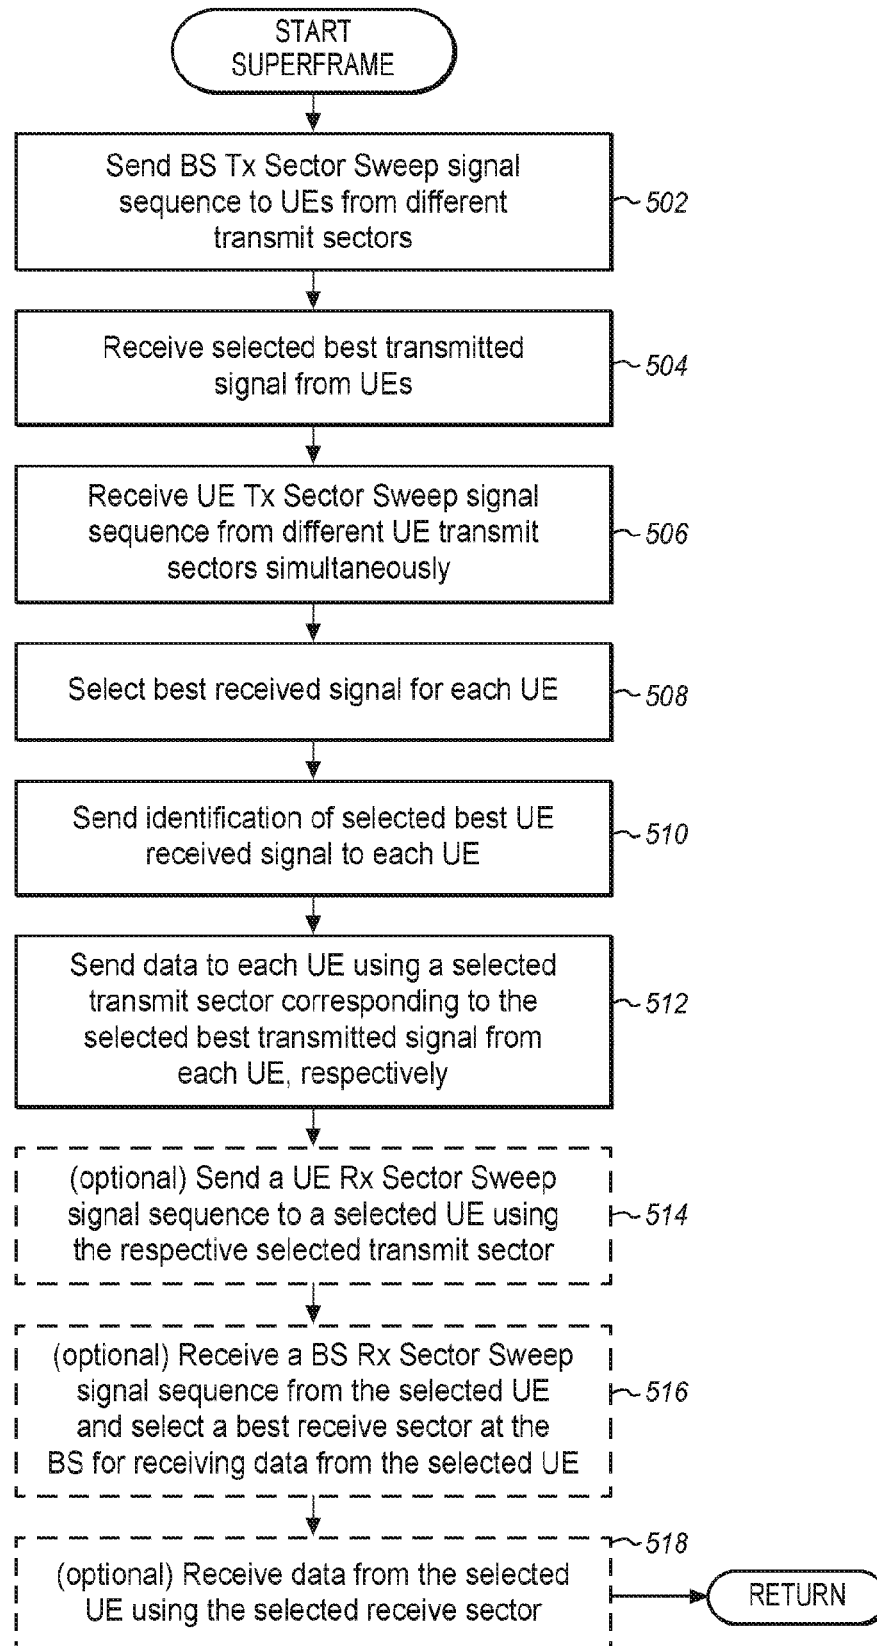 START
SUPERFRAME
Send BS Tx Sector Sweep signal
sequence to UEs from different
transmit sectors
502
Receive selected best transmitted
signal from UEs
504
Receive UE Tx Sector Sweep signal
sequence from different UE transmit
sectors simultaneously
506
Select best received signal for each UE
508
Send identification of selected best UE
received signal to each UE
510
Send data to each UE using a selected
transmit sector corresponding to the
selected best transmitted signal from
each UE, respectively
512
(optional) Send a UE Rx Sector Sweep
signal sequence to a selected UE using
the respective selected transmit sector
514
(optional) Receive a BS Rx Sector Sweep
signal sequence from the selected UE
and select a best receive sector at the
BS for receiving data from the selected UE
516
(optional) Receive data from the selected
UE using the selected receive sector
518
RETURN